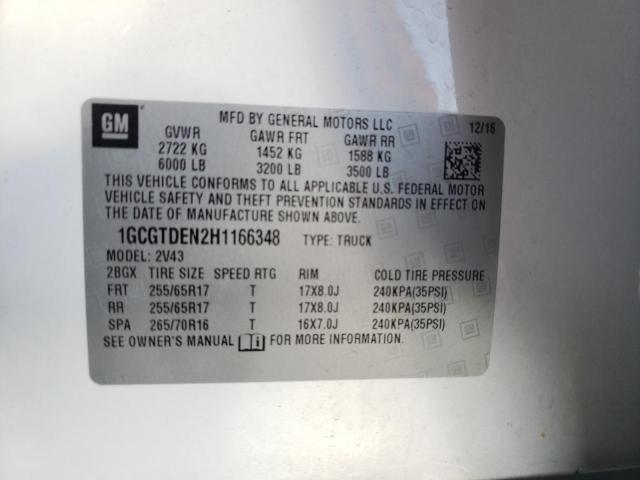 GM
MFD BY GENERAL MOTORS LLC 12/16
GVWR GAWR FRT GAWR RR
2722 KG 1452 KG 1588 KG
6000 LB 3200 LB 3500 LB
THIS VEHICLE CONFORMS TO ALL APPLICABLE U.S. FEDERAL MOTOR
VEHICLE SAFETY AND THEFT PREVENTION STANDARDS IN EFFECT ON
THE DATE OF MANUFACTURE SHOWN ABOVE.
1GCGTDEN2H1166348 TYPE: TRUCK
MODEL: 2V43
2BGX TIRE SIZE SPEED RTG RIM COLD TIRE PRESSURE
FRT 255/65R17 T 17X8.0J 240KPA(35PSI)
RR 255/65R17 T 17X8.0J 240KPA(35PSI)
SPA 265/70R16 T 16X7.0J 240KPA(35PSI)
SEE OWNER'S MANUAL i FOR MORE INFORMATION.